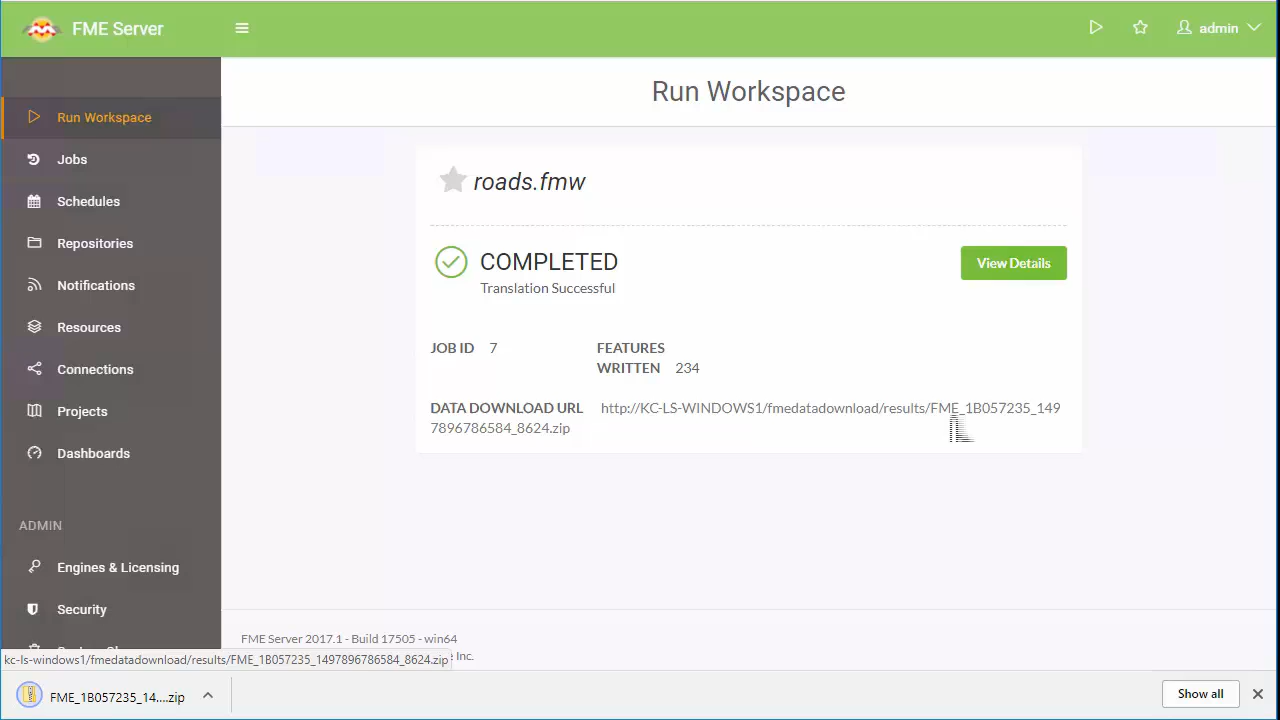 FME Server
admin
Run Workspace
Run Workspace
Jobs
Schedules
Repositories
Notifications
Resources
Connections
Projects
Dashboards
ADMIN
Engines & Licensing
Security
roads.fmw
COMPLETED
Translation Successful
View Details
JOB ID 7
FEATURES
WRITTEN 234
DATA DOWNLOAD URL http://KC-LS-WINDOWS1/fmedatadownload/results/FME_1B057235_149
7896786584_8624.zip
FME Server 2017.1 - Build 17505 - win64
Inc.
kc-ls-windows1/fmedatadownload/results/FME_1B057235_1497896786584_8624.zip
FME_1B057235_14....zip
Show all